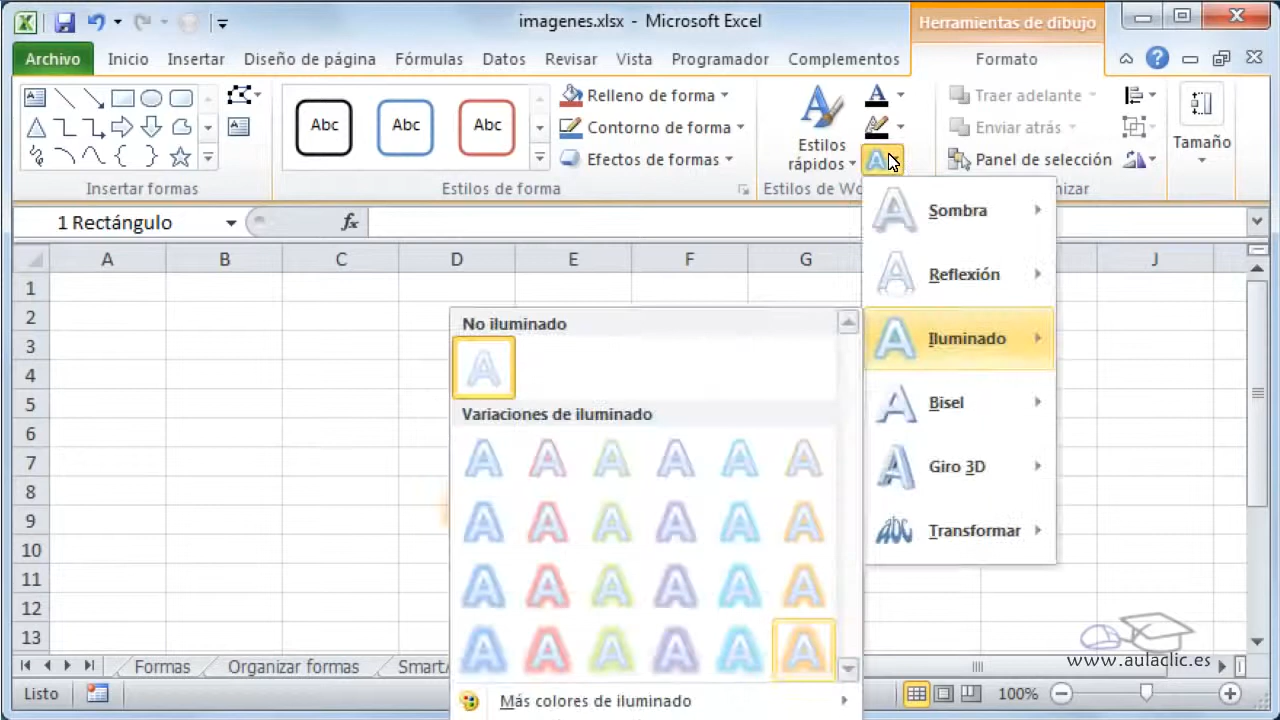 imagenes.xlsx - Microsoft Excel
Herramientas de dibujo
Archivo Inicio Insertar Diseño de página Fórmulas Datos Revisar Vista Programador Complementos Formato
Abc Abc Abc
Relleno de forma
Contorno de forma
Efectos de formas
Estilos rápidos
Traer adelante
Enviar atrás
Panel de selección
Tamaño
Insertar formas
Estilos de forma
Estilos de Wo
izar
1 Rectángulo
fx
A B C D E F G J
1
2
3
4
5
6
7
8
9
10
11
12
13
Sombra
Reflexión
Iluminado
Bisel
Giro 3D
Transformar
No iluminado
Variaciones de iluminado
Más colores de iluminado
www.aulaclic.es
Formas Organizar formas SmartA
Listo
100%